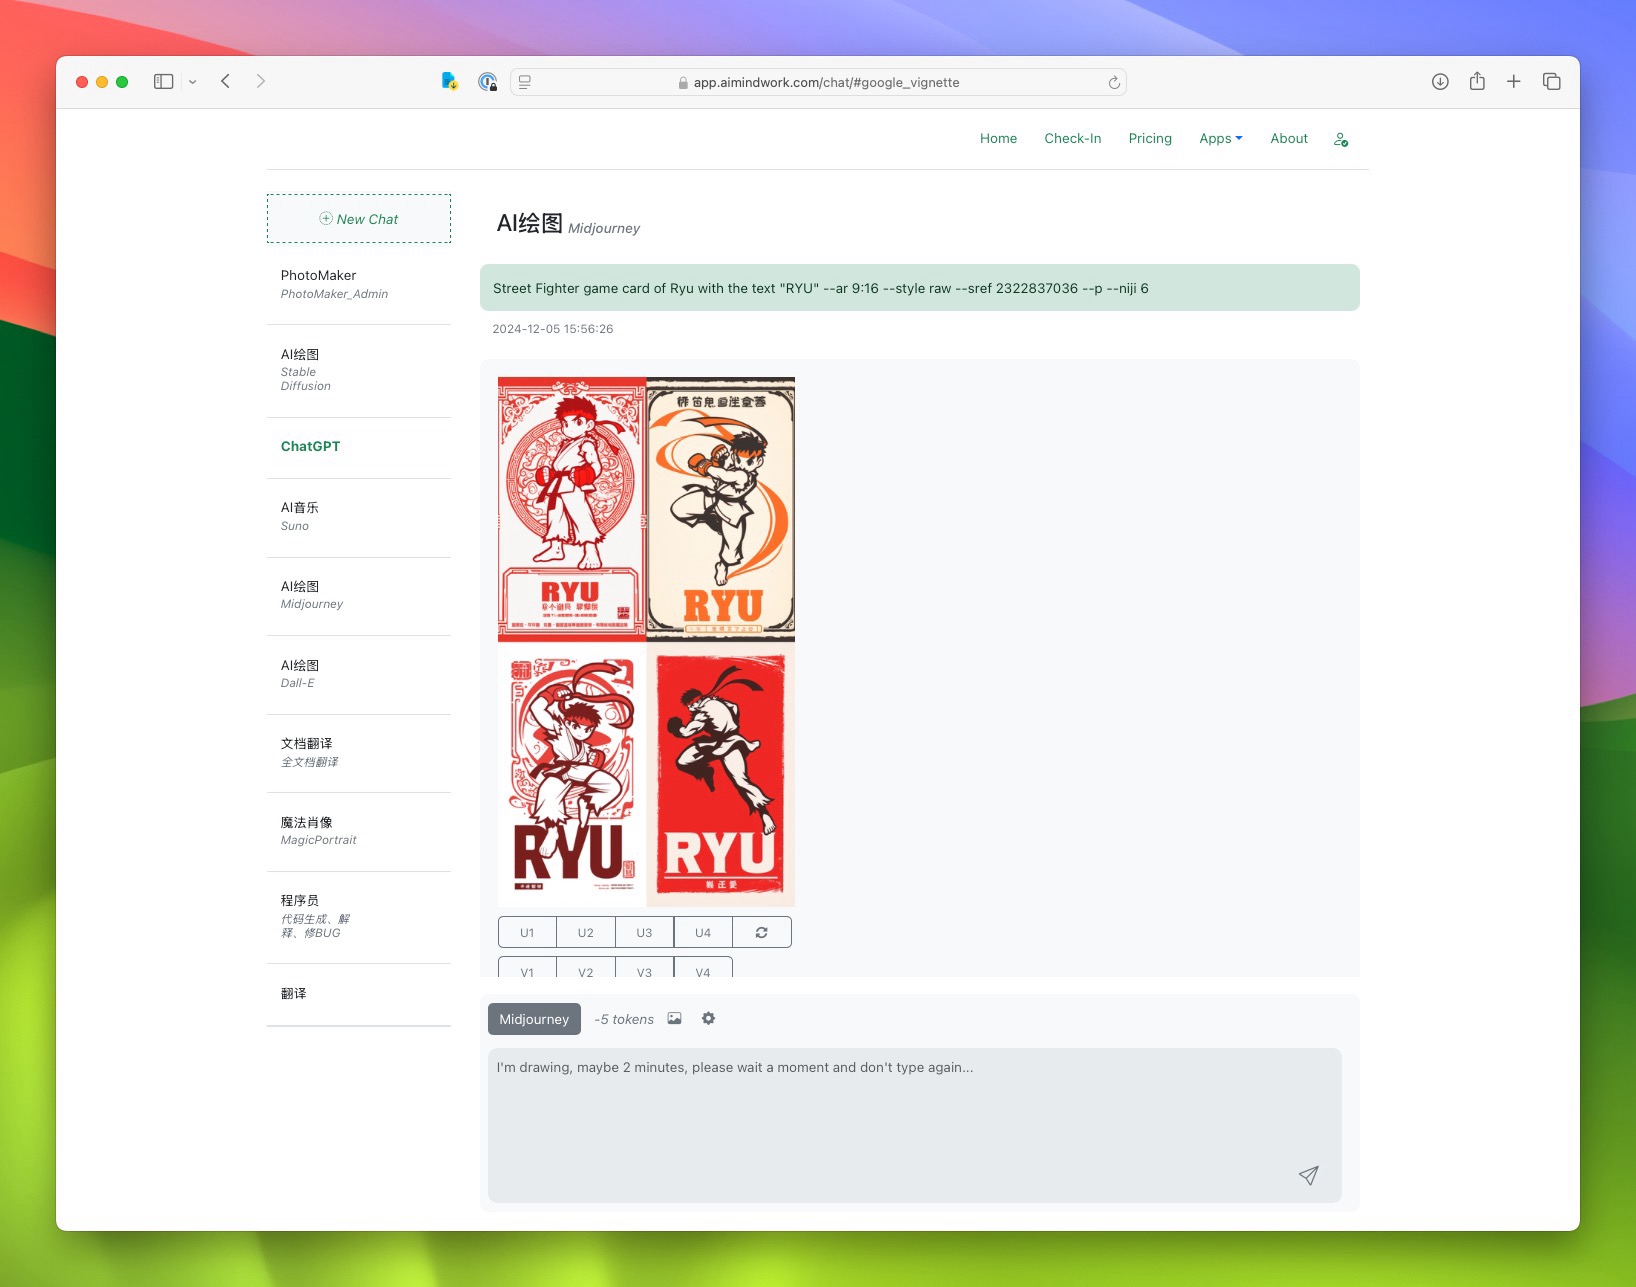 app.aimindwork.com/chat/#google_vignette
Home Check-In Pricing Apps About
New Chat
PhotoMaker
PhotoMaker_Admin
AI绘图
Stable
Diffusion
ChatGPT
AI音乐
Suno
AI绘图
Midjourney
AI绘图
Dall-E
文档翻译
全文档翻译
魔法肖像
MagicPortrait
程序员
代码生成、解
释、修BUG
翻译
AI绘图 Midjourney
Street Fighter game card of Ryu with the text "RYU" --ar 9:16 --style raw --sref 2322837036 --p --niji 6
2024-12-05 15:56:26
RYU
RYU
RYU
RYU
U1 U2 U3 U4
V1 V2 V3 V4
Midjourney -5 tokens
I'm drawing, maybe 2 minutes, please wait a moment and don't type again...